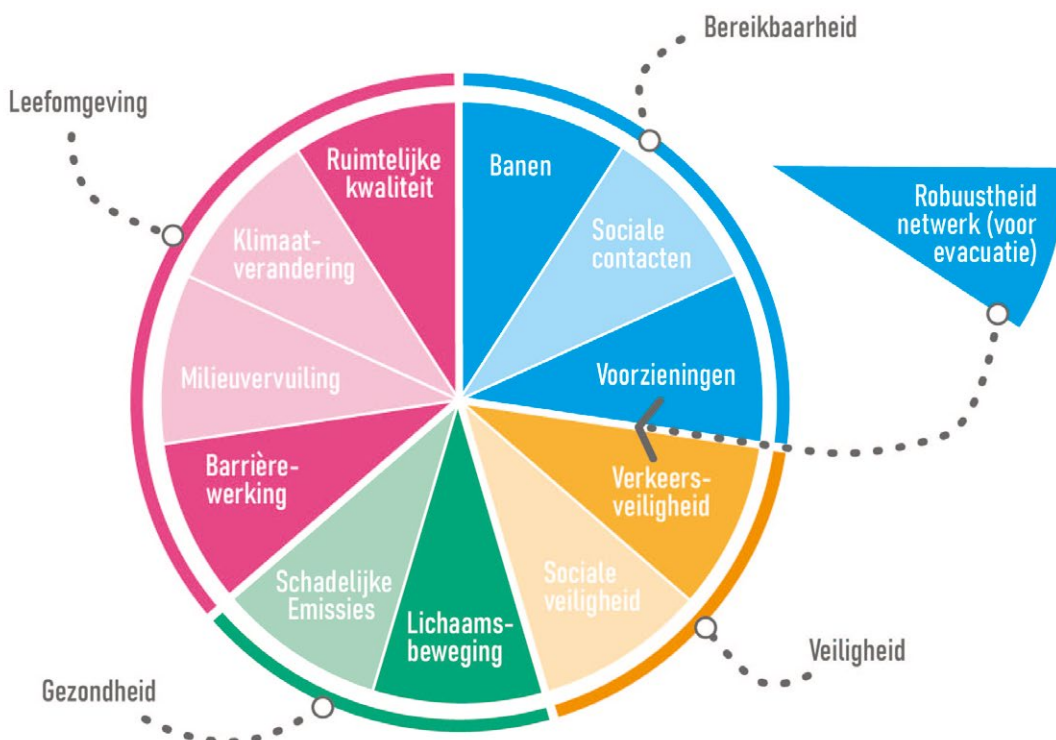 Bereikbaarheid
Leefomgeving
Ruimtelijke
kwaliteit
Banen
Robuustheid
netwerk (voor
evacuatie)
Klimaat-
verandering
Sociale
contacten
Milieuvervuiling
Voorzieningen
Barrière-
werking
Verkeers-
veiligheid
Schadelijke
Emissies
Sociale
veiligheid
Lichaams-
beweging
Veiligheid
Gezondheid